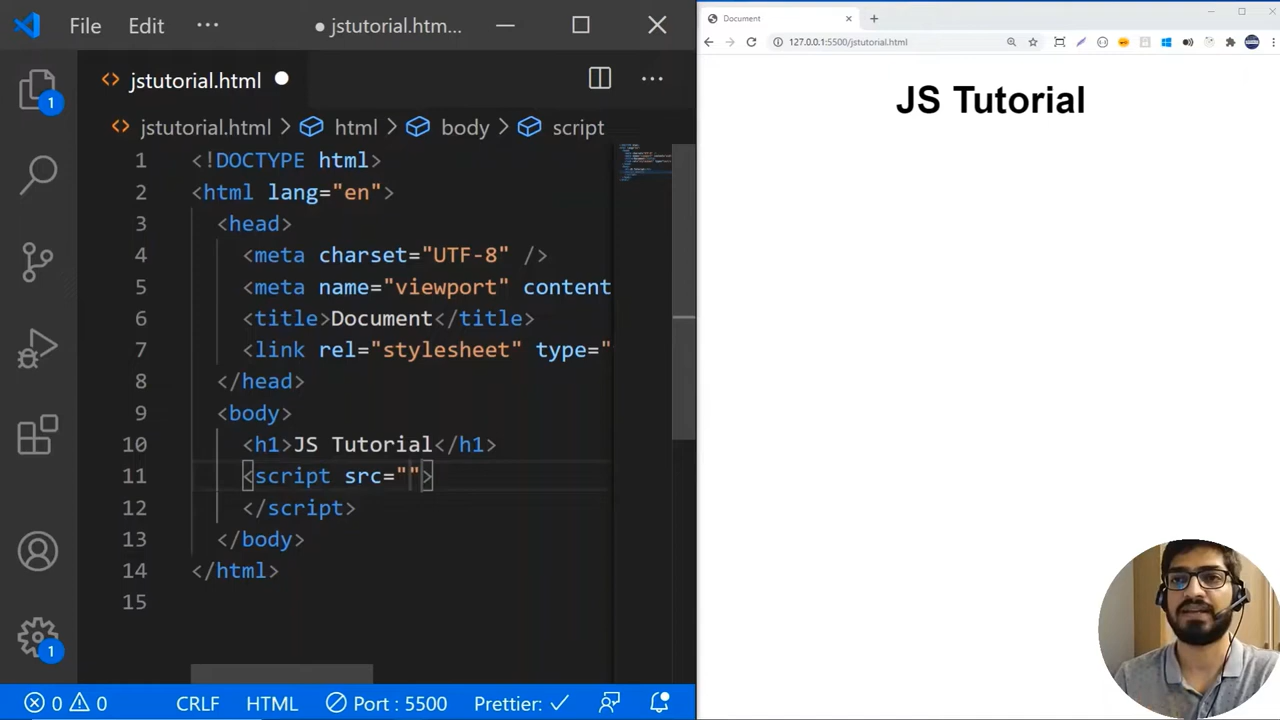 File Edit ··· ● jstutorial.htm...
jstutorial.html
jstutorial.html > html > body > script
1 <!DOCTYPE html>
2 <html lang="en">
3 <head>
4 <meta charset="UTF-8" />
5 <meta name="viewport" content
6 <title>Document</title>
7 <link rel="stylesheet" type="
8 </head>
9 <body>
10 <h1>JS Tutorial</h1>
11 <script src="">
12 </script>
13 </body>
14 </html>
15
1
1
0 0 CRLF HTML Port : 5500 Prettier: ✓
Document
127.0.0.1:5500/jstutorial.html
JS Tutorial